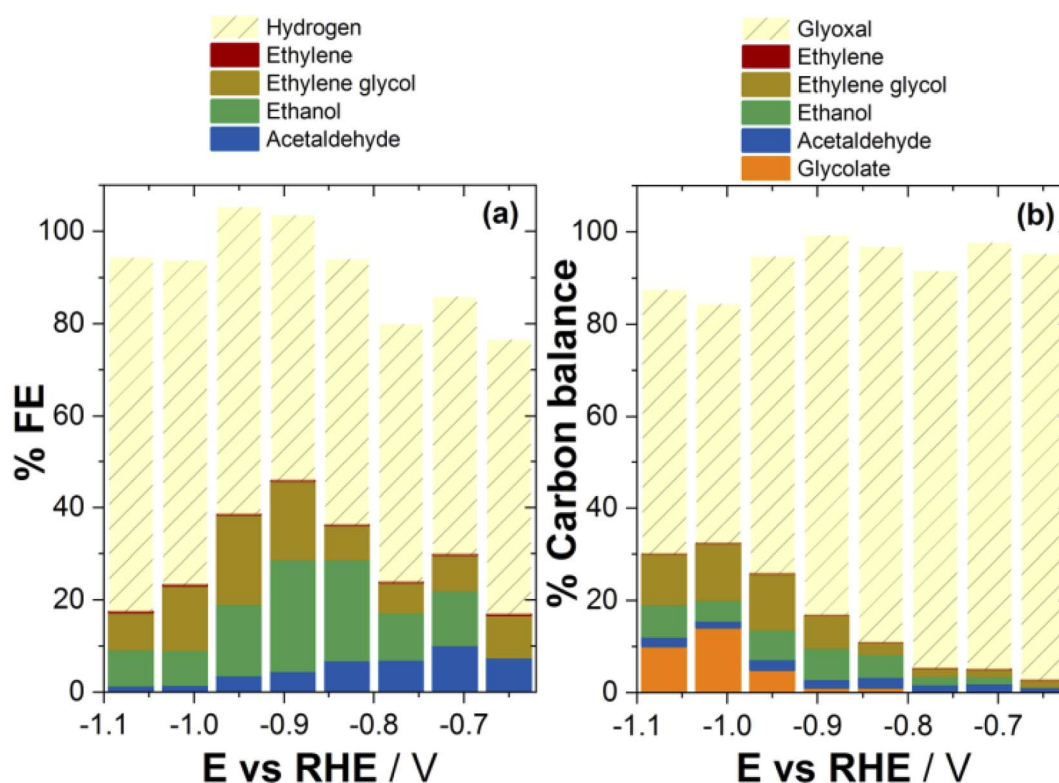 Hydrogen
Ethylene
Ethylene glycol
Ethanol
Acetaldehyde
(a)
100
80
60
40
20
0
% FE
-1.1
-1.0
-0.9
-0.8
-0.7
E vs RHE / V
Glyoxal
Ethylene
Ethylene glycol
Ethanol
Acetaldehyde
Glycolate
(b)
100
80
60
40
20
0
% Carbon balance
-1.1
-1.0
-0.9
-0.8
-0.7
E vs RHE / V